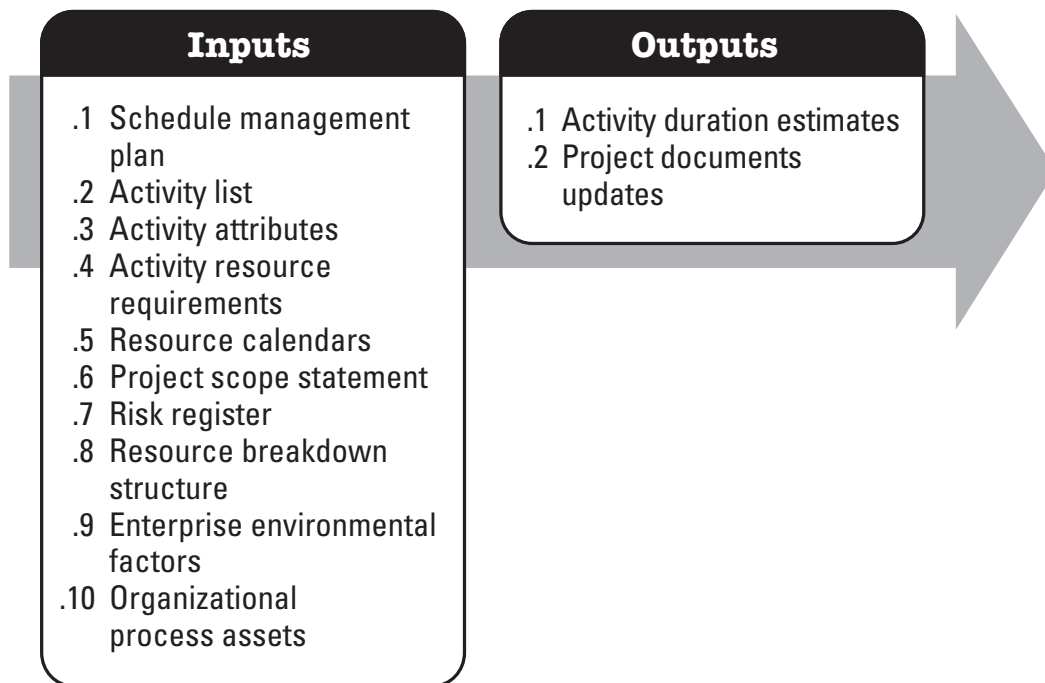 Inputs
.1 Schedule management
plan
.2 Activity list
.3 Activity attributes
.4 Activity resource
requirements
.5 Resource calendars
.6 Project scope statement
.7 Risk register
.8 Resource breakdown
structure
.9 Enterprise environmental
factors
.10 Organizational
process assets
Outputs
.1 Activity duration estimates
.2 Project documents
updates